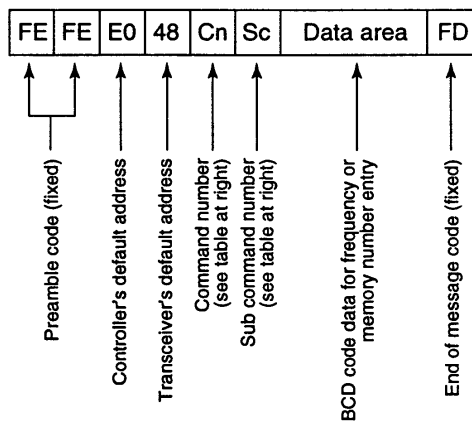 FE FE E0 48 Cn Sc Data area FD
Preamble code (fixed)
Controller's default address
Transceiver's default address
Command number
(see table at right)
Sub command number
(see table at right)
BCD code data for frequency or
memory number entry
End of message code (fixed)